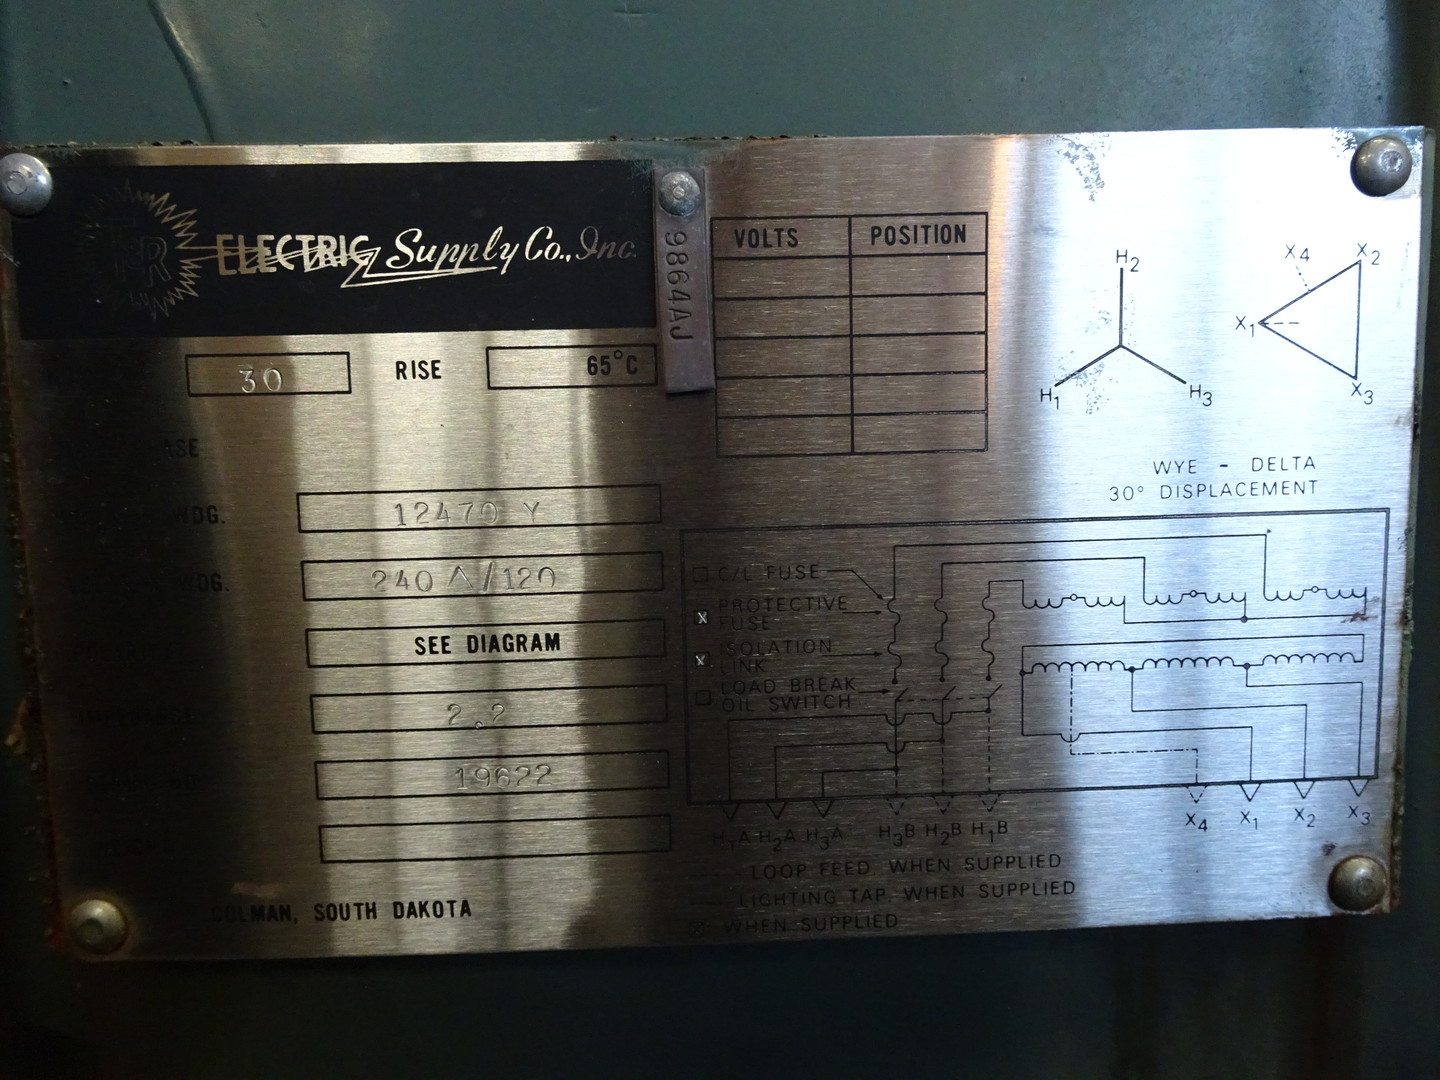 T&R ELECTRIC Supply Co., Inc.
9864AJ
30 RISE 65°C
WDG. 12470 Y
WDG. 240 Δ/120
SEE DIAGRAM
IMPEDANCE 2.2
19622
COLMAN, SOUTH DAKOTA
VOLTS POSITION
H2
H1 H3
X4 X2
X1
X3
WYE - DELTA
30° DISPLACEMENT
C/L FUSE
X PROTECTIVE
FUSE
X ISOLATION
LINK
LOAD BREAK
OIL SWITCH
H1A H2A H3A H3B H2B H1B X4 X1 X2 X3
LOOP FEED WHEN SUPPLIED
LIGHTING TAP WHEN SUPPLIED
WHEN SUPPLIED